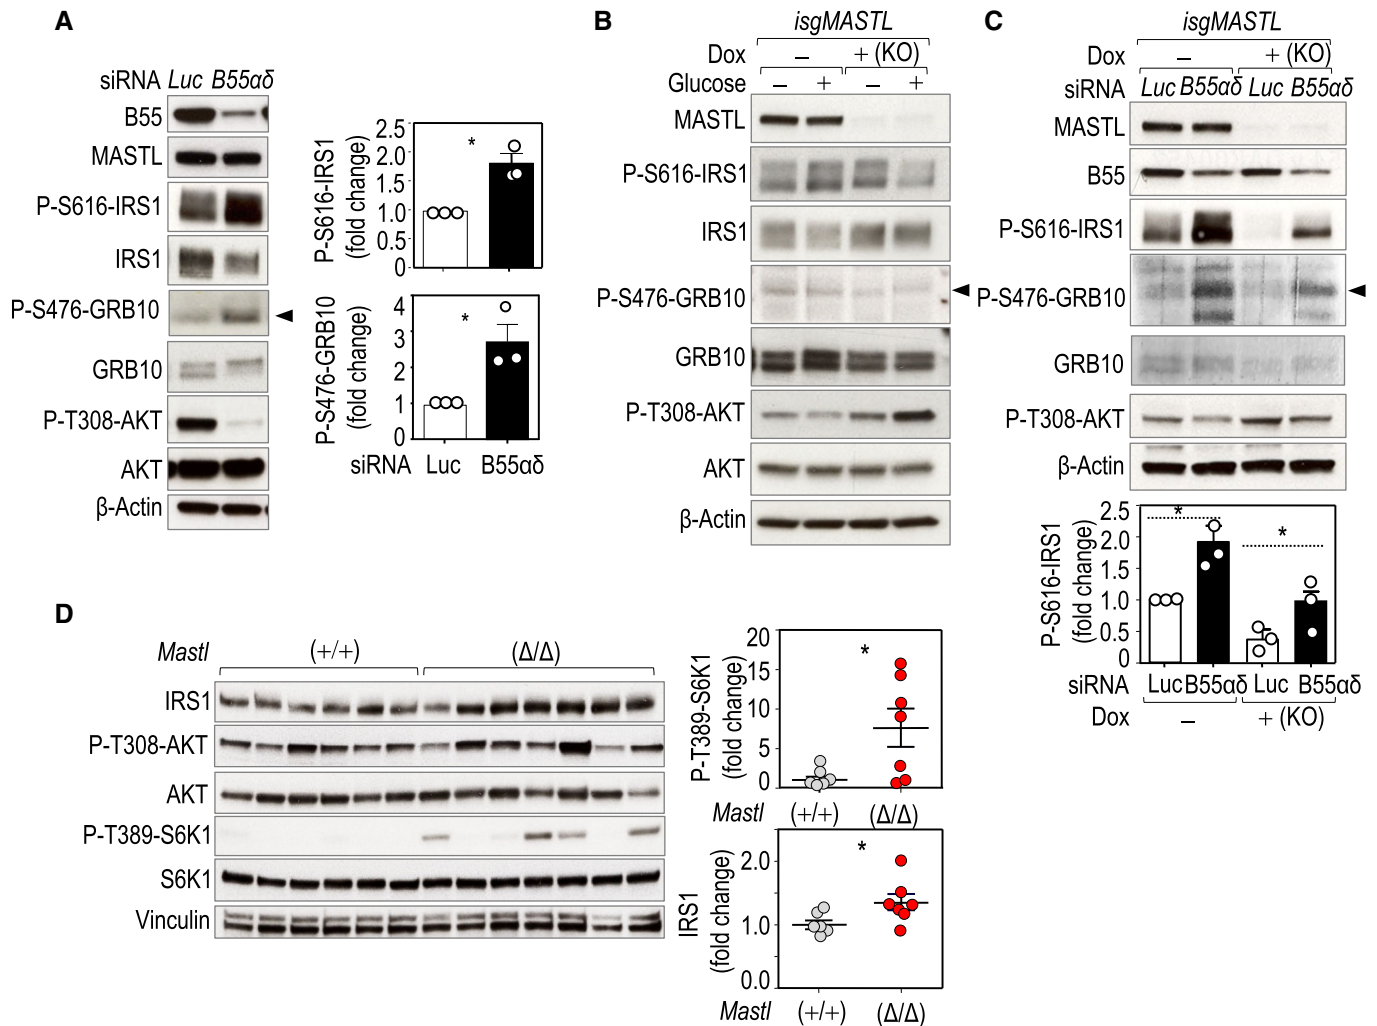 A
siRNA Luc B55αδ
B55
MASTL
P-S616-IRS1
IRS1
P-S476-GRB10
GRB10
P-T308-AKT
AKT
β-Actin
P-S616-IRS1
(fold change)
2.5
2.0
1.5
1.0
0.5
0
*
P-S476-GRB10
(fold change)
4
3
2
1
0
*
siRNA Luc B55αδ
B
isgMASTL
Dox – + (KO)
Glucose – + – +
MASTL
P-S616-IRS1
IRS1
P-S476-GRB10
GRB10
P-T308-AKT
AKT
β-Actin
C
isgMASTL
Dox – + (KO)
siRNA Luc B55αδ Luc B55αδ
MASTL
B55
P-S616-IRS1
P-S476-GRB10
GRB10
P-T308-AKT
β-Actin
P-S616-IRS1
(fold change)
2.5
2.0
1.5
1.0
0.5
0
* *
siRNA Luc B55αδ Luc B55αδ
Dox – + (KO)
D
Mastl (+/+) (Δ/Δ)
IRS1
P-T308-AKT
AKT
P-T389-S6K1
S6K1
Vinculin
P-T389-S6K1
(fold change)
20
15
10
5
0
*
Mastl (+/+) (Δ/Δ)
IRS1
(fold change)
2.0
1.0
0.0
*
Mastl (+/+) (Δ/Δ)